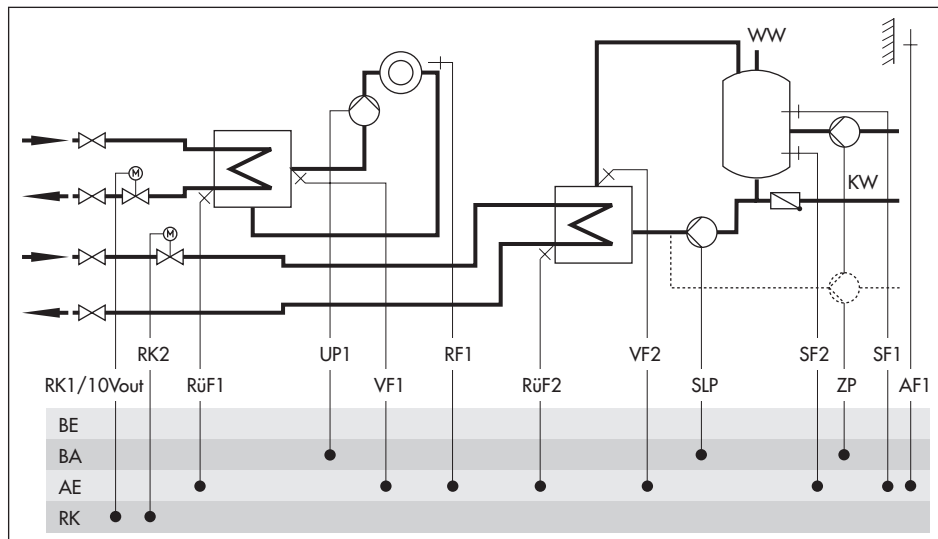 WW
M
KW
M
RK2 UP1 RF1 VF2 SF2 SF1
RK1/10Vout RüF1 VF1 RüF2 SLP ZP AF1
BE
BA
AE
RK